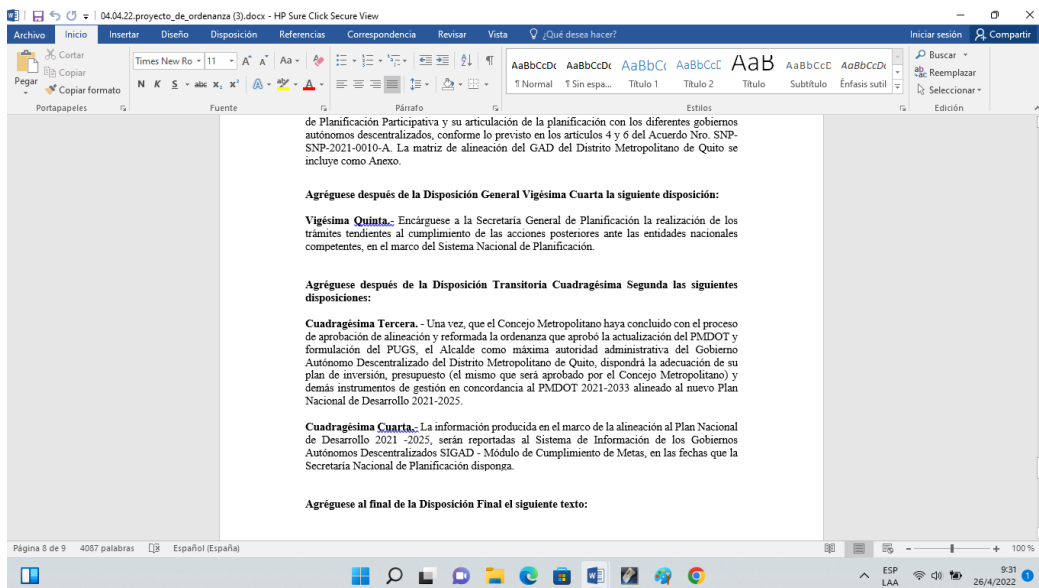 04.04.22.proyecto_de_ordenanza (3).docx - HP Sure Click Secure View
Archivo Inicio Insertar Diseño Disposición Referencias Correspondencia Revisar Vista ¿Qué desea hacer? Iniciar sesión Compartir
Pegar
Cortar
Copiar
Copiar formato
Portapapeles
Times New Ro 11
N K S abc x₂ x²
Fuente
Párrafo
AaBbCcDc AaBbCcDc AaBbCc AaBbCcC AaB AaBbCcD AaBbCcDc
¶ Normal ¶ Sin espa... Título 1 Título 2 Título Subtítulo Énfasis sutil
Estilos
Buscar
Reemplazar
Seleccionar
Edición
de Planificación Participativa y su articulación de la planificación con los diferentes gobiernos
autónomos descentralizados, conforme lo previsto en los artículos 4 y 6 del Acuerdo Nro. SNP-
SNP-2021-0010-A. La matriz de alineación del GAD del Distrito Metropolitano de Quito se
incluye como Anexo.
Agréguese después de la Disposición General Vigésima Cuarta la siguiente disposición:
Vigésima Quinta.- Encárguese a la Secretaría General de Planificación la realización de los
trámites tendientes al cumplimiento de las acciones posteriores ante las entidades nacionales
competentes, en el marco del Sistema Nacional de Planificación.
Agréguese después de la Disposición Transitoria Cuadragésima Segunda las siguientes
disposiciones:
Cuadragésima Tercera. - Una vez, que el Concejo Metropolitano haya concluido con el proceso
de aprobación de alineación y reformada la ordenanza que aprobó la actualización del PMDOT y
formulación del PUGS, el Alcalde como máxima autoridad administrativa del Gobierno
Autónomo Descentralizado del Distrito Metropolitano de Quito, dispondrá la adecuación de su
plan de inversión, presupuesto (el mismo que será aprobado por el Concejo Metropolitano) y
demás instrumentos de gestión en concordancia al PMDOT 2021-2033 alineado al nuevo Plan
Nacional de Desarrollo 2021-2025.
Cuadragésima Cuarta.- La información producida en el marco de la alineación al Plan Nacional
de Desarrollo 2021 -2025, serán reportadas al Sistema de Información de los Gobiernos
Autónomos Descentralizados SIGAD - Módulo de Cumplimiento de Metas, en las fechas que la
Secretaría Nacional de Planificación disponga.
Agréguese al final de la Disposición Final el siguiente texto:
Página 8 de 9 4087 palabras Español (España) 100 %
ESP
LAA
9:31
26/4/2022